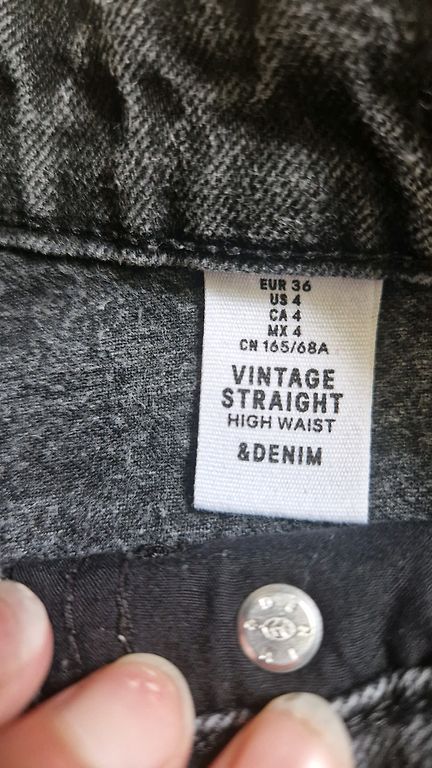 EUR 36
US 4
CA 4
MX 4
CN 165/68A
VINTAGE
STRAIGHT
HIGH WAIST
&DENIM